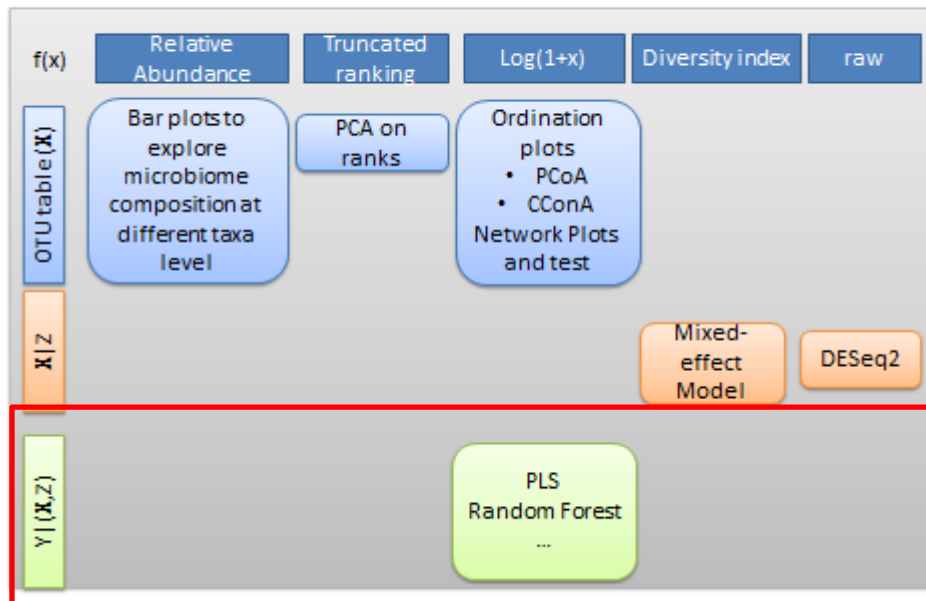 f(x)
Relative
Abundance
Truncated
ranking
Log(1+x)
Diversity index
raw
OTU table (X)
Bar plots to
explore
microbiome
composition at
different taxa
level
PCA on
ranks
Ordination
plots
• PCoA
• CConA
Network Plots
and test
X|Z
Mixed-
effect
Model
DESeq2
Y|(X,Z)
PLS
Random Forest
...